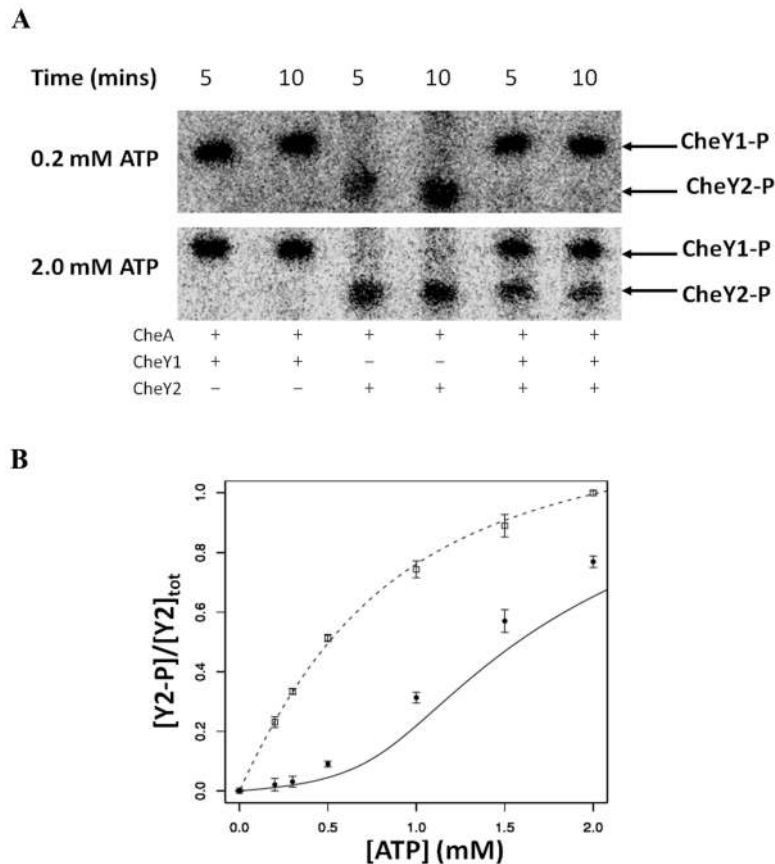 A
Time (mins) 5 10 5 10 5 10
0.2 mM ATP
CheY1-P
CheY2-P
2.0 mM ATP
CheY1-P
CheY2-P
CheA + + + + + +
CheY1 + + – – + +
CheY2 – – + + + +
B
[Y2-P]/[Y2]tot
1.0
0.8
0.6
0.4
0.2
0.0
0.0 0.5 1.0 1.5 2.0
[ATP] (mM)